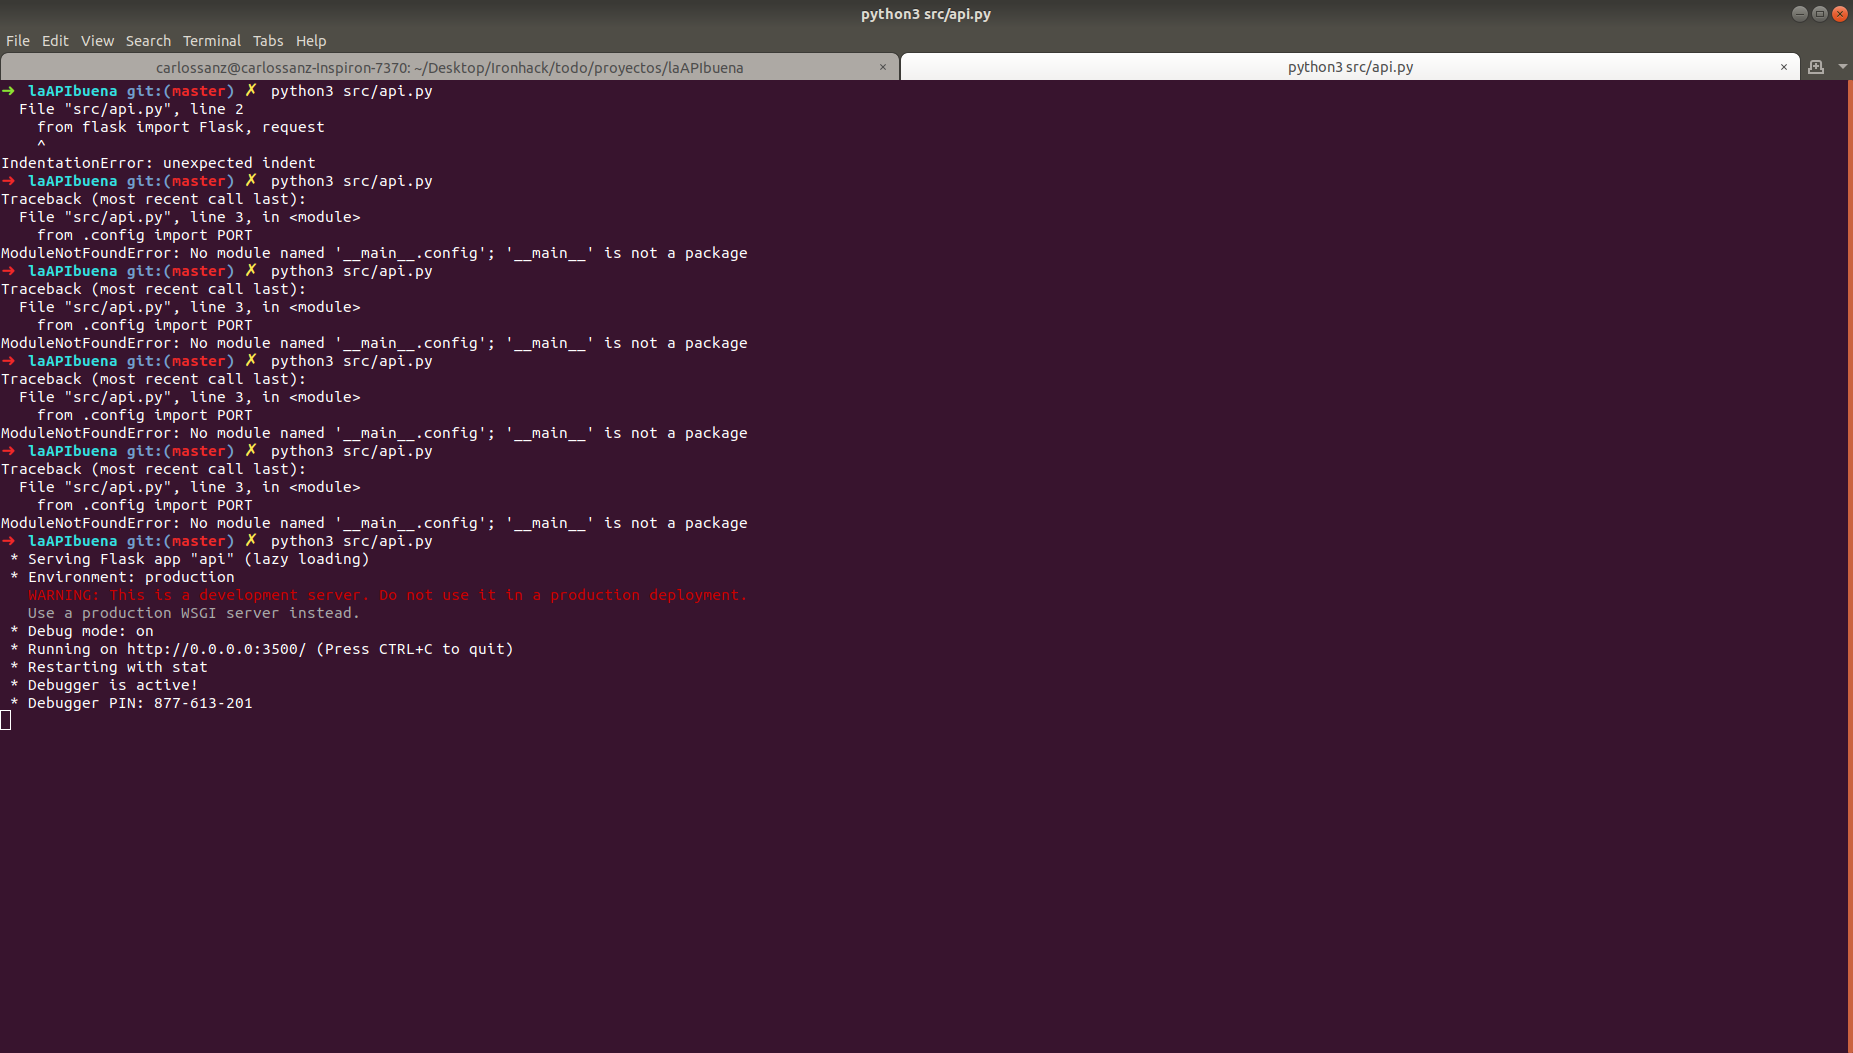 python3 src/api.py
File Edit View Search Terminal Tabs Help
carlossanz@carlossanz-Inspiron-7370: ~/Desktop/Ironhack/todo/proyectos/laAPIbuena × python3 src/api.py ×
➜ laAPIbuena git:(master) ✗ python3 src/api.py
  File "src/api.py", line 2
    from flask import Flask, request
    ^
IndentationError: unexpected indent
➜ laAPIbuena git:(master) ✗ python3 src/api.py
Traceback (most recent call last):
  File "src/api.py", line 3, in <module>
    from .config import PORT
ModuleNotFoundError: No module named '__main__.config'; '__main__' is not a package
➜ laAPIbuena git:(master) ✗ python3 src/api.py
Traceback (most recent call last):
  File "src/api.py", line 3, in <module>
    from .config import PORT
ModuleNotFoundError: No module named '__main__.config'; '__main__' is not a package
➜ laAPIbuena git:(master) ✗ python3 src/api.py
Traceback (most recent call last):
  File "src/api.py", line 3, in <module>
    from .config import PORT
ModuleNotFoundError: No module named '__main__.config'; '__main__' is not a package
➜ laAPIbuena git:(master) ✗ python3 src/api.py
Traceback (most recent call last):
  File "src/api.py", line 3, in <module>
    from .config import PORT
ModuleNotFoundError: No module named '__main__.config'; '__main__' is not a package
➜ laAPIbuena git:(master) ✗ python3 src/api.py
 * Serving Flask app "api" (lazy loading)
 * Environment: production
   WARNING: This is a development server. Do not use it in a production deployment.
   Use a production WSGI server instead.
 * Debug mode: on
 * Running on http://0.0.0.0:3500/ (Press CTRL+C to quit)
 * Restarting with stat
 * Debugger is active!
 * Debugger PIN: 877-613-201